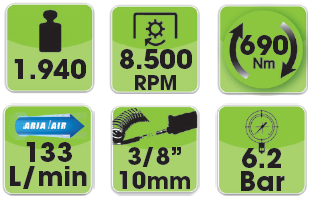 1.940
8.500
RPM
690
Nm
ARIA/AIR
133
L/min
3/8”
10mm
6.2
Bar